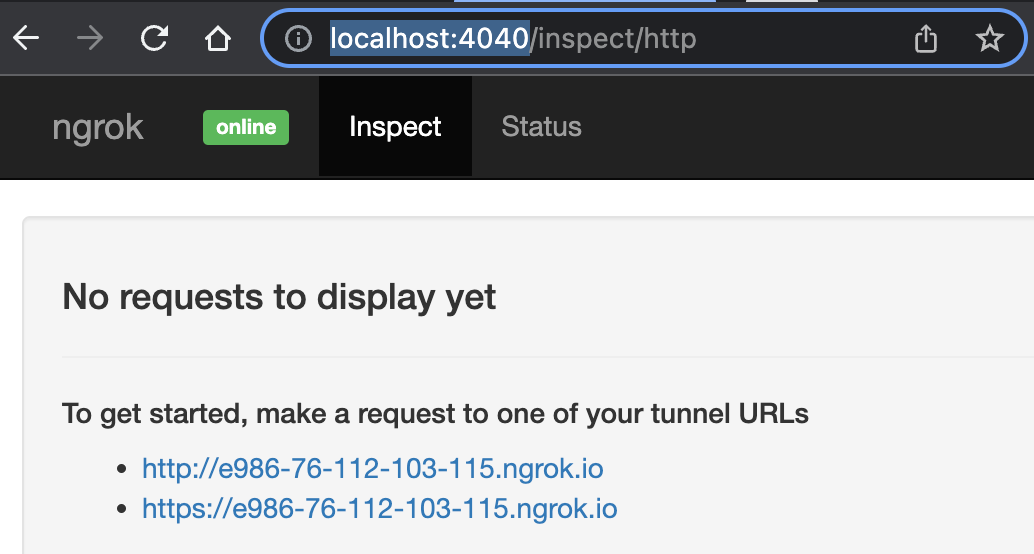 localhost:4040/inspect/http
ngrok online Inspect Status
No requests to display yet
To get started, make a request to one of your tunnel URLs
• http://e986-76-112-103-115.ngrok.io
• https://e986-76-112-103-115.ngrok.io